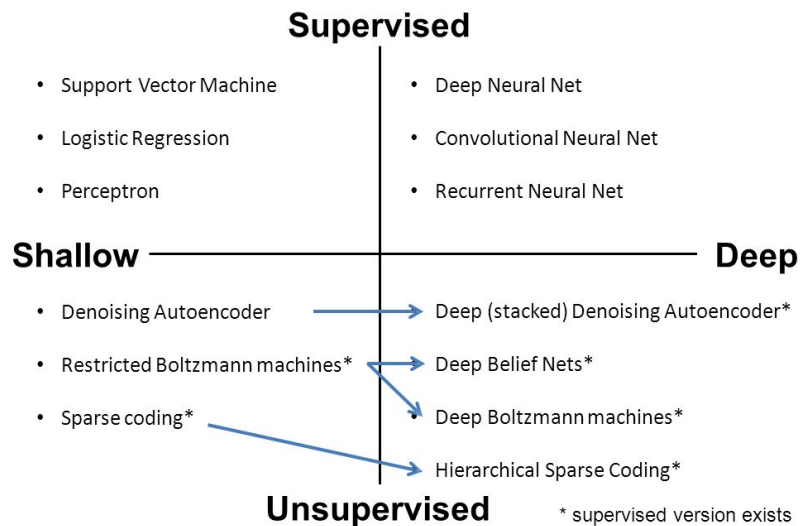 Supervised
• Support Vector Machine
• Logistic Regression
• Perceptron
• Deep Neural Net
• Convolutional Neural Net
• Recurrent Neural Net
Shallow
Deep
• Denoising Autoencoder
• Restricted Boltzmann machines*
• Sparse coding*
Deep (stacked) Denoising Autoencoder*
Deep Belief Nets*
• Deep Boltzmann machines*
Hierarchical Sparse Coding*
Unsupervised
* supervised version exists